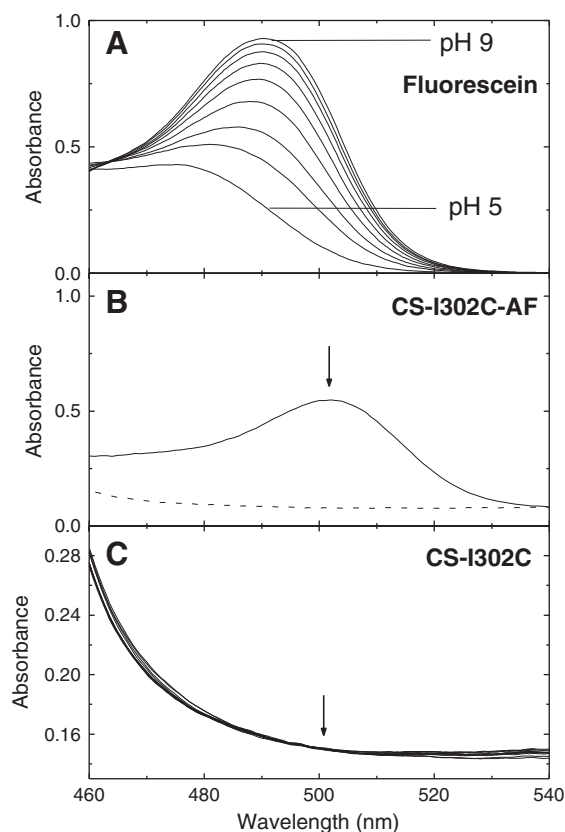 1.0
A
pH 9
Fluorescein
Absorbance
0.5
pH 5
0.0
1.0
B
CS-I302C-AF
Absorbance
0.5
0.0
0.28
C
CS-I302C
0.24
Absorbance
0.20
0.16
460 480 500 520 540
Wavelength (nm)